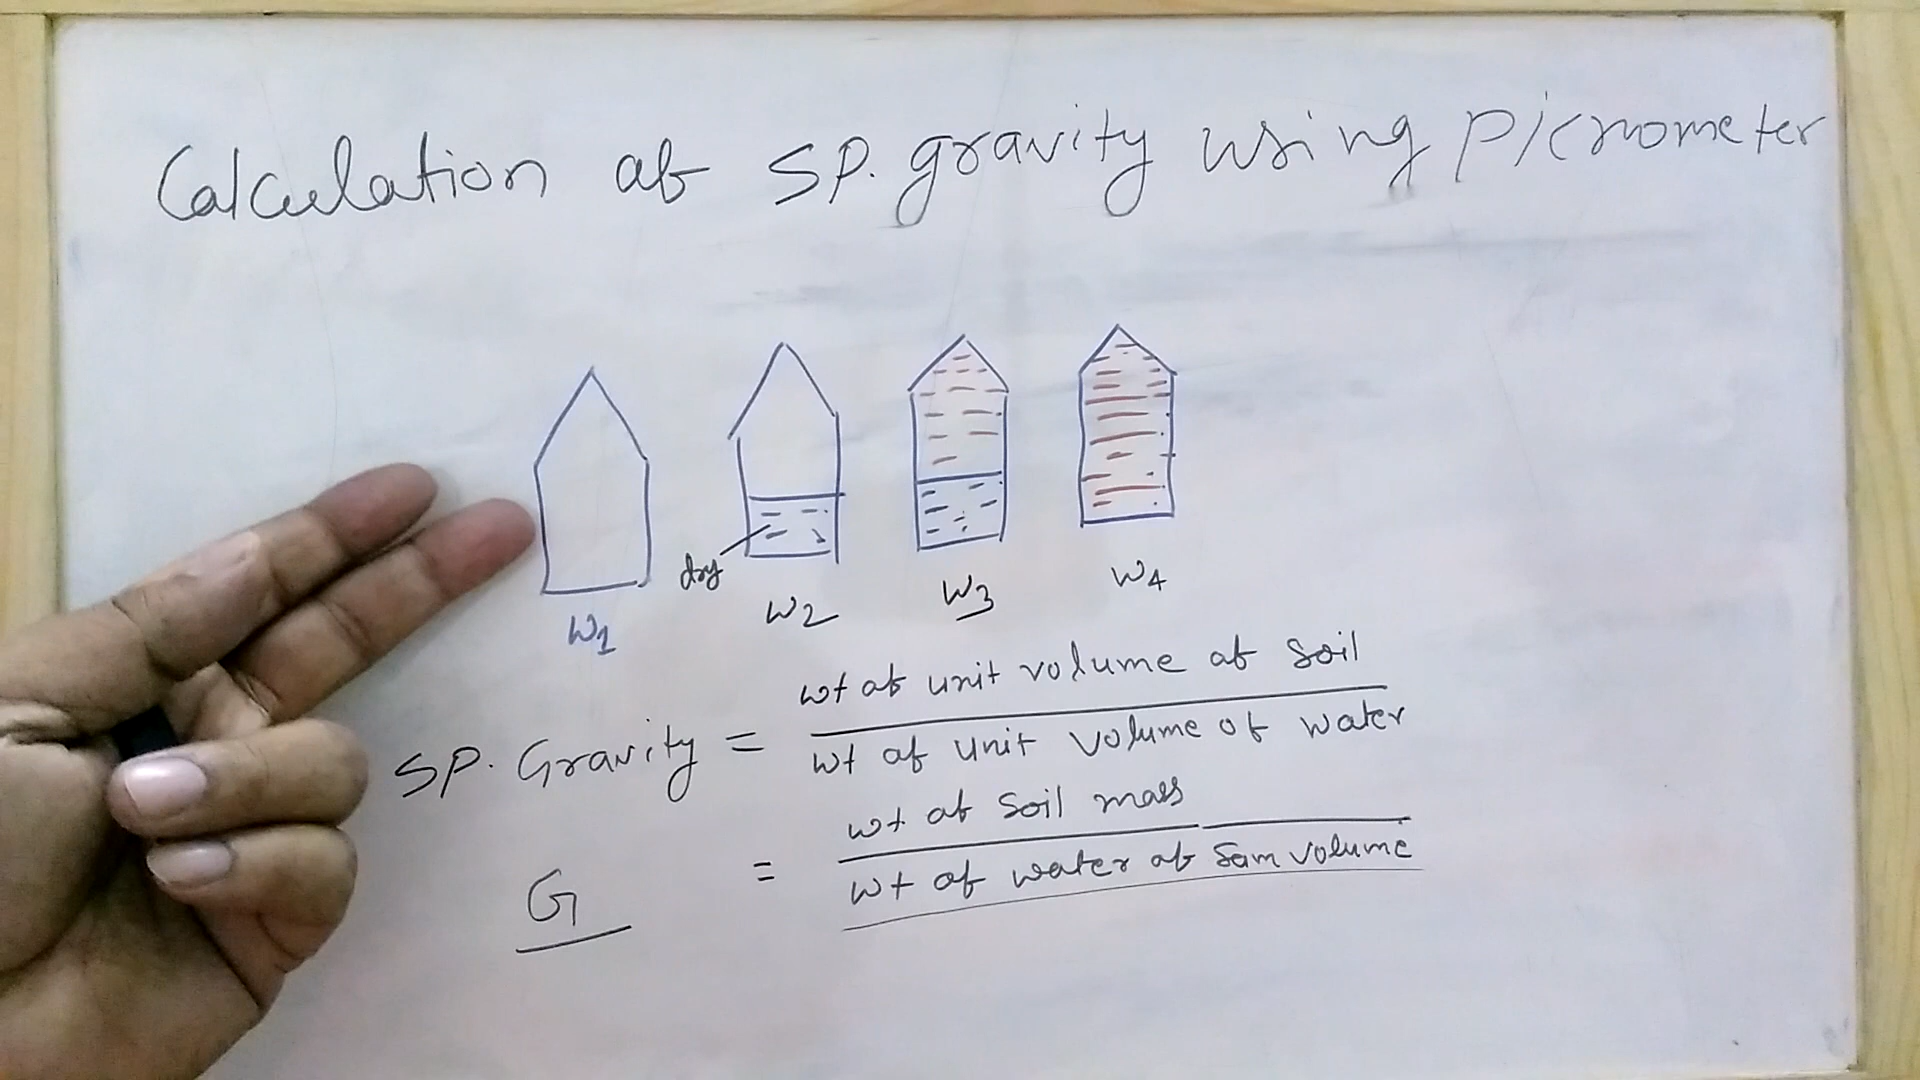 Calculation of SP. gravity using Picnometer
dry
W1 W2 W3 W4
SP. Gravity = wt of unit volume of soil
wt of unit volume of water
G = wt of soil mass
wt of water of sam volume